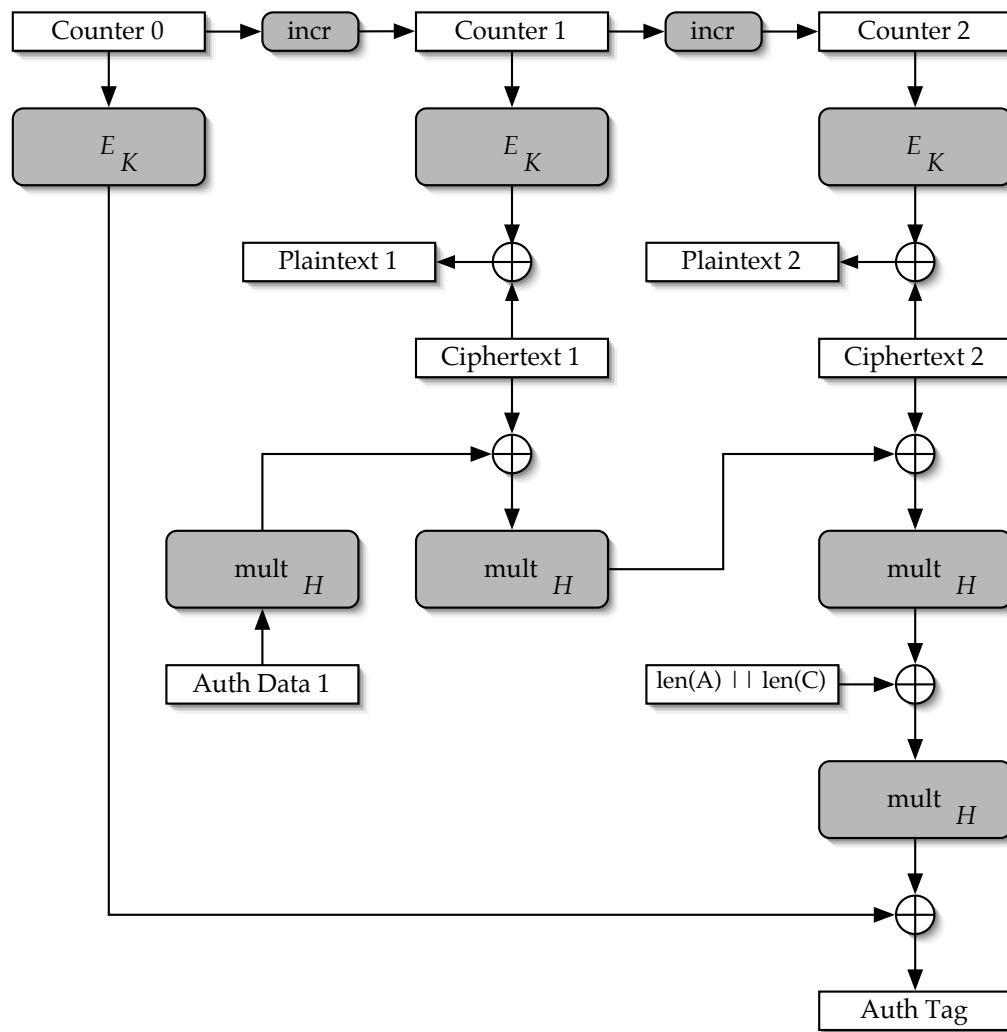 Counter 0
incr
Counter 1
incr
Counter 2
E K
E K
E K
Plaintext 1
Plaintext 2
Ciphertext 1
Ciphertext 2
mult H
mult H
mult H
Auth Data 1
len(A) || len(C)
mult H
Auth Tag